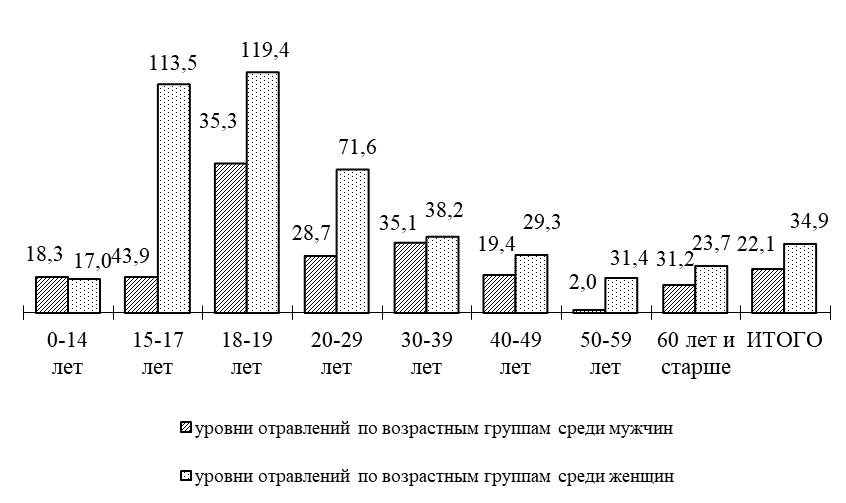 119,4
113,5
35,3
71,6
18,3 17,0 43,9 28,7 35,1 38,2 19,4 29,3 2,0 31,4 31,2 23,7 22,1 34,9
0-14 15-17 18-19 20-29 30-39 40-49 50-59 60 лет и ИТОГО
лет лет лет лет лет лет лет старше
уровни отравлений по возрастным группам среди мужчин
уровни отравлений по возрастным группам среди женщин